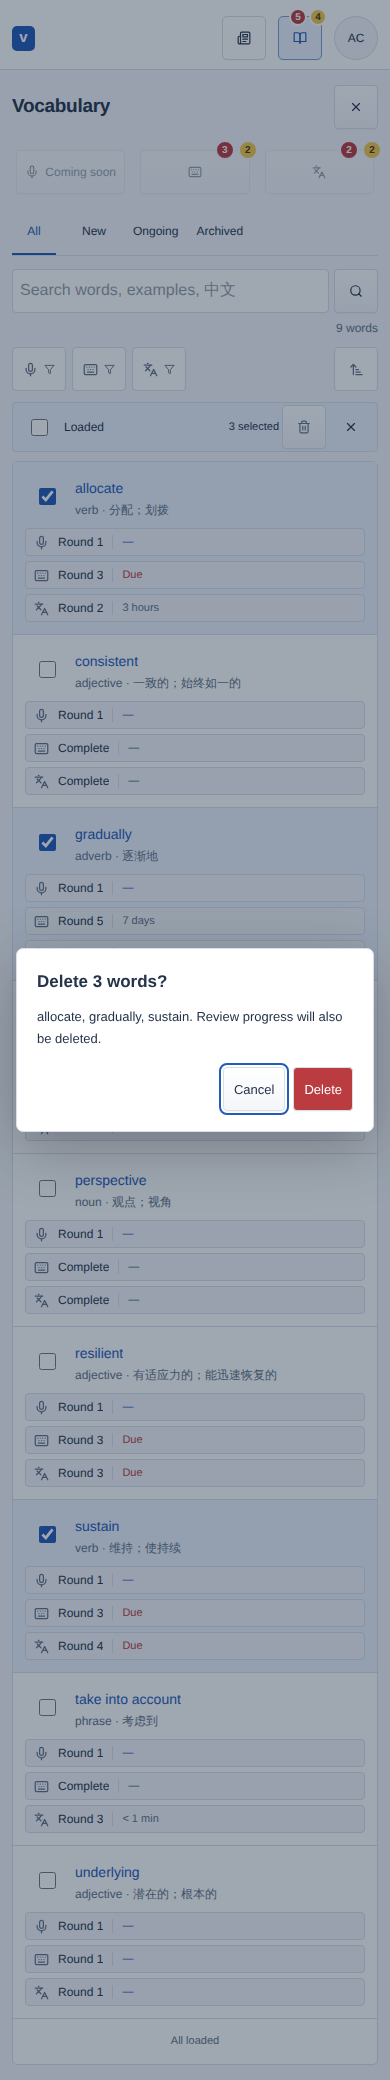 v
5
4
AC
Vocabulary
Coming soon
3
2
2
2
All New Ongoing Archived
Search words, examples, 中文
9 words
Loaded 3 selected
allocate
verb · 分配；划拨
Round 1 —
Round 3 Due
Round 2 3 hours
consistent
adjective · 一致的；始终如一的
Round 1 —
Complete —
Complete —
gradually
adverb · 逐渐地
Round 1 —
Round 5 7 days
Delete 3 words?
allocate, gradually, sustain. Review progress will also
be deleted.
Cancel Delete
perspective
noun · 观点；视角
Round 1 —
Complete —
Complete —
resilient
adjective · 有适应力的；能迅速恢复的
Round 1 —
Round 3 Due
Round 3 Due
sustain
verb · 维持；使持续
Round 1 —
Round 3 Due
Round 4 Due
take into account
phrase · 考虑到
Round 1 —
Complete —
Round 3 < 1 min
underlying
adjective · 潜在的；根本的
Round 1 —
Round 1 —
Round 1 —
All loaded